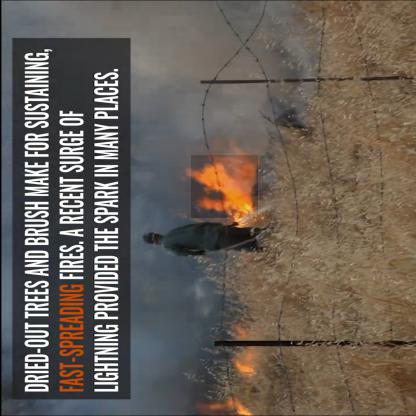 DRIED-OUT TREES AND BRUSH MAKE FOR SUSTAINING,
FAST-SPREADING FIRES. A RECENT SURGE OF
LIGHTNING PROVIDED THE SPARK IN MANY PLACES.